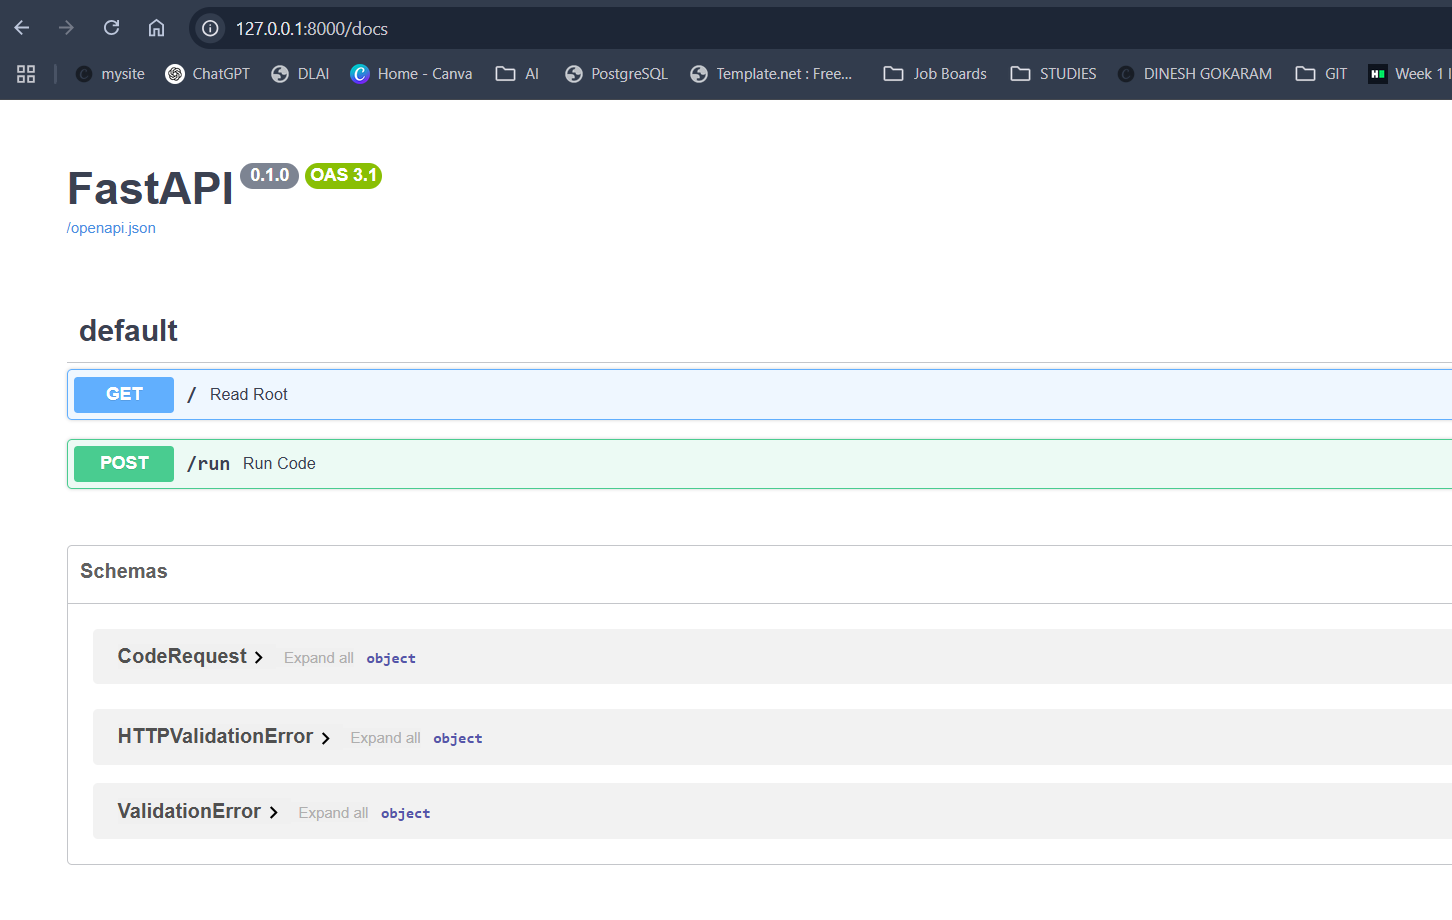 127.0.0.1:8000/docs
mysite ChatGPT DLAI Home - Canva AI PostgreSQL Template.net : Free... Job Boards STUDIES DINESH GOKARAM GIT Week 1
FastAPI 0.1.0 OAS 3.1
/openapi.json
default
GET / Read Root
POST /run Run Code
Schemas
CodeRequest Expand all object
HTTPValidationError Expand all object
ValidationError Expand all object